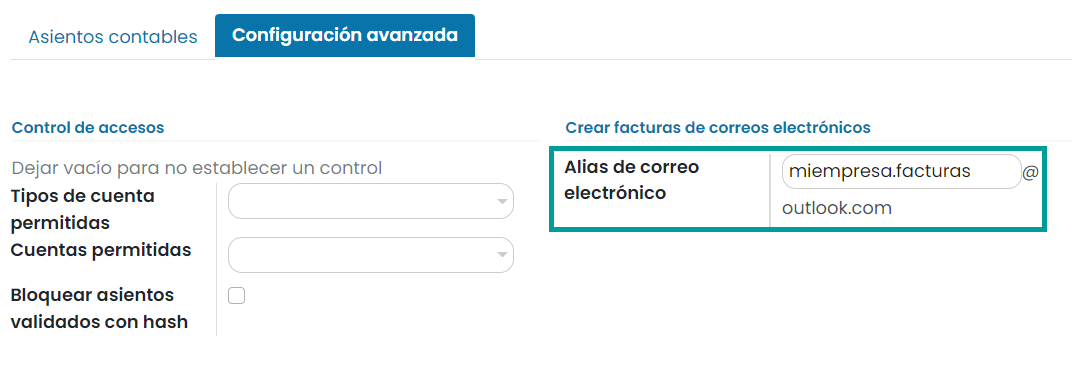 Asientos contables
Configuración avanzada
Control de accesos
Dejar vacío para no establecer un control
Tipos de cuenta
permitidas
Cuentas permitidas
Bloquear asientos
validados con hash
Crear facturas de correos electrónicos
Alias de correo
electrónico
miempresa.facturas @
outlook.com